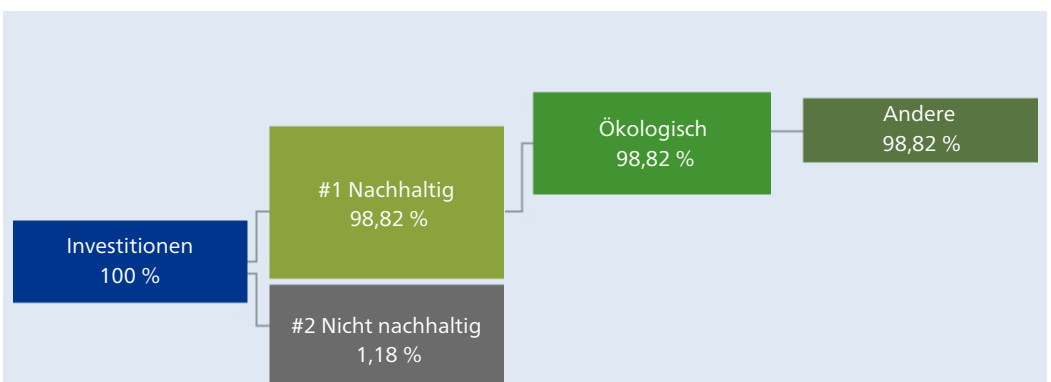 Investitionen
100 %
#1 Nachhaltig
98,82 %
#2 Nicht nachhaltig
1,18 %
Ökologisch
98,82 %
Andere
98,82 %